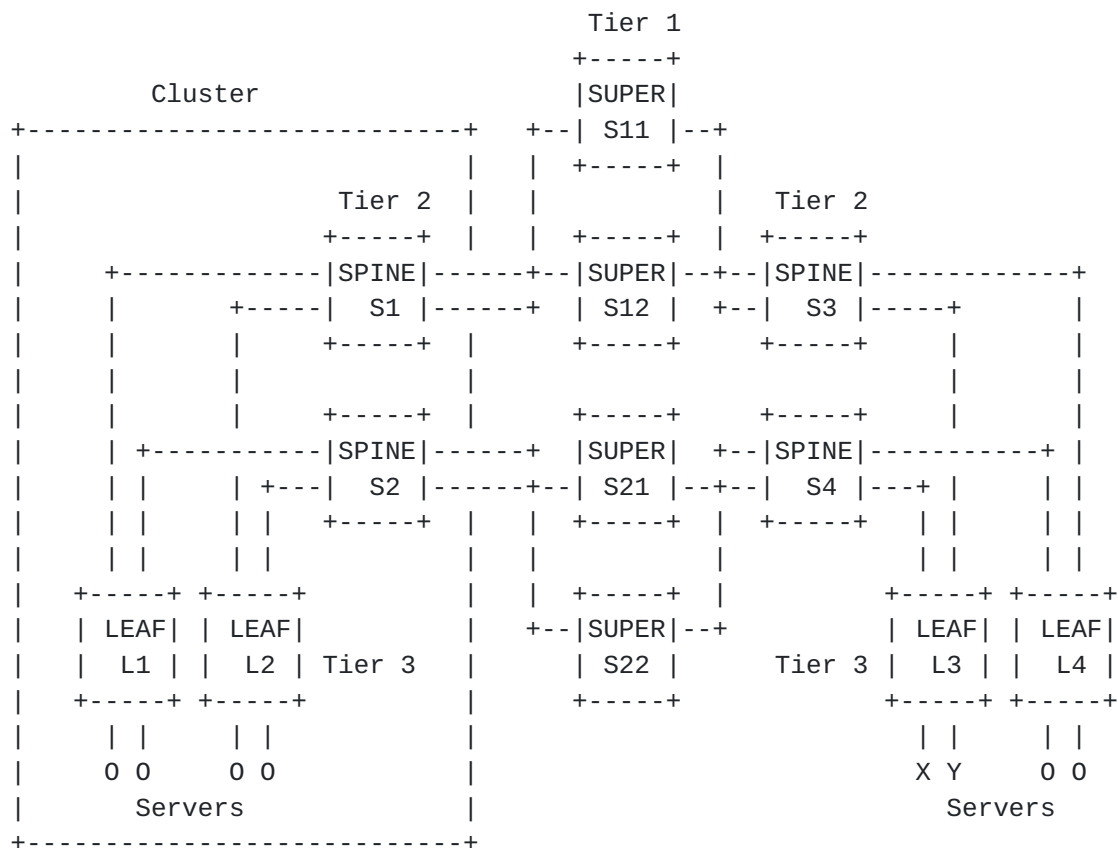 Tier 1
Cluster SUPER
S11
Tier 2 Tier 2
SPINE SUPER SPINE
S1 S12 S3
SPINE SUPER SPINE
S2 S21 S4
LEAF LEAF SUPER LEAF LEAF
L1 L2 Tier 3 S22 Tier 3 L3 L4
O O O O X Y O O
Servers Servers